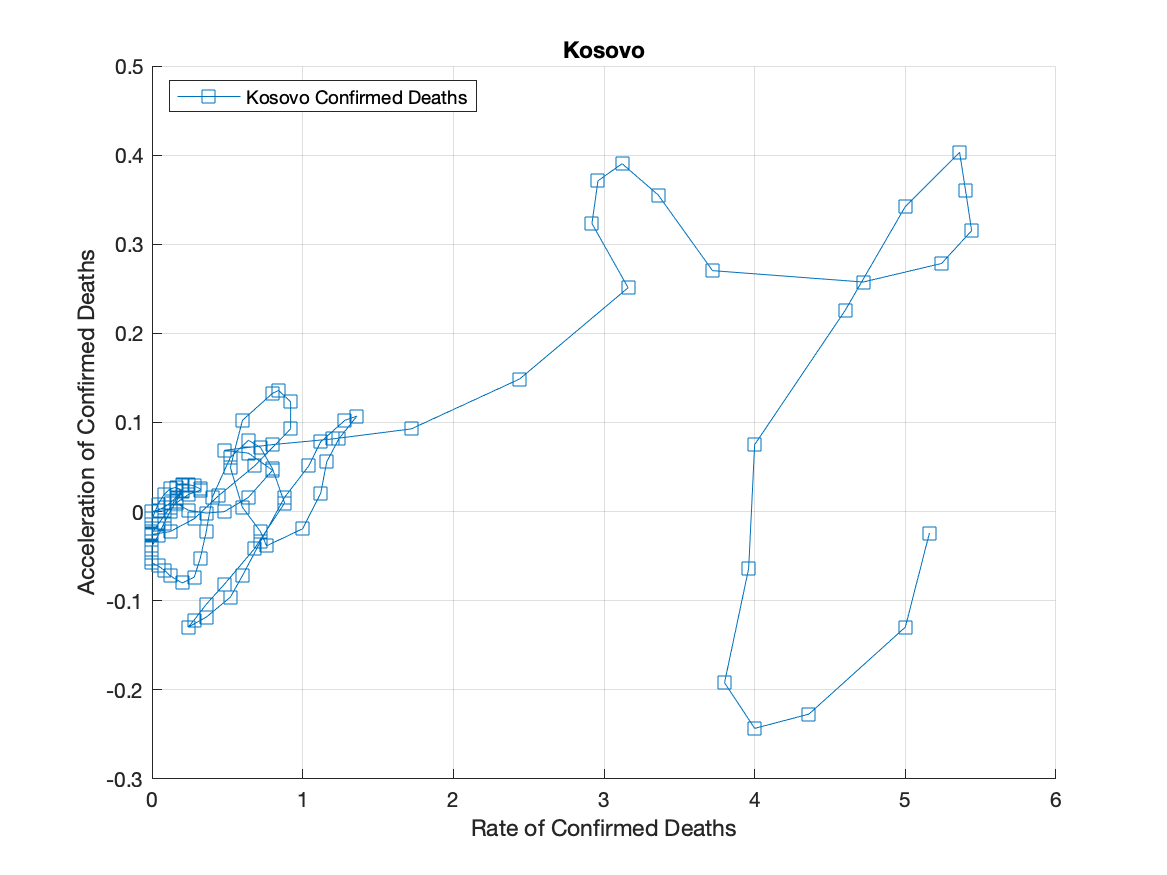 Kosovo
Kosovo Confirmed Deaths
0.5
0.4
0.3
0.2
0.1
0
-0.1
-0.2
-0.3
Acceleration of Confirmed Deaths
0 1 2 3 4 5 6
Rate of Confirmed Deaths